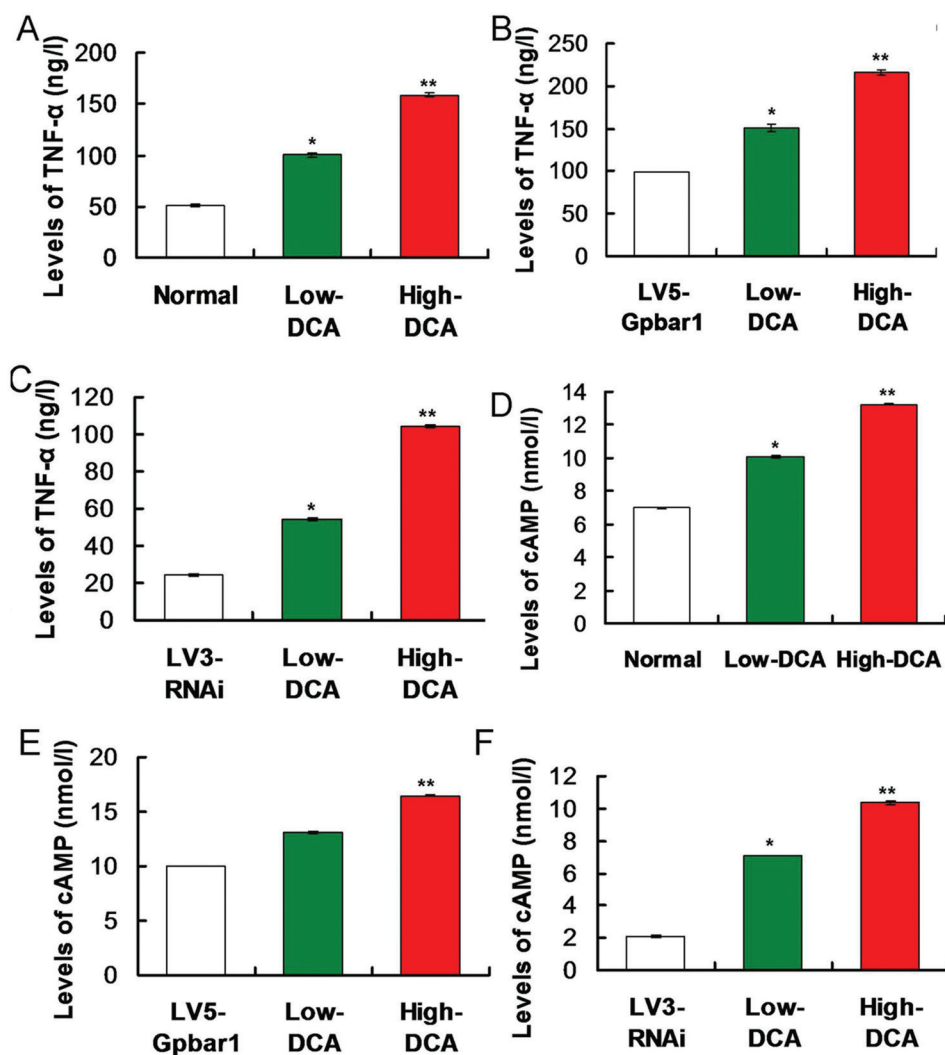 A
Levels of TNF-α (ng/l)
200
150
100
50
0
*
**
Normal
Low-
DCA
High-
DCA
B
Levels of TNF-α (ng/l)
250
200
150
100
50
0
*
**
LV5-
Gpbar1
Low-
DCA
High-
DCA
C
Levels of TNF-α (ng/l)
120
100
80
60
40
20
0
*
**
LV3-
RNAi
Low-
DCA
High-
DCA
D
Levels of cAMP (nmol/l)
14
12
10
8
6
4
2
0
*
**
Normal
Low-DCA
High-DCA
E
Levels of cAMP (nmol/l)
20
15
10
5
0
**
LV5-
Gpbar1
Low-
DCA
High-
DCA
F
Levels of cAMP (nmol/l)
12
10
8
6
4
2
0
*
**
LV3-
RNAi
Low-
DCA
High-
DCA